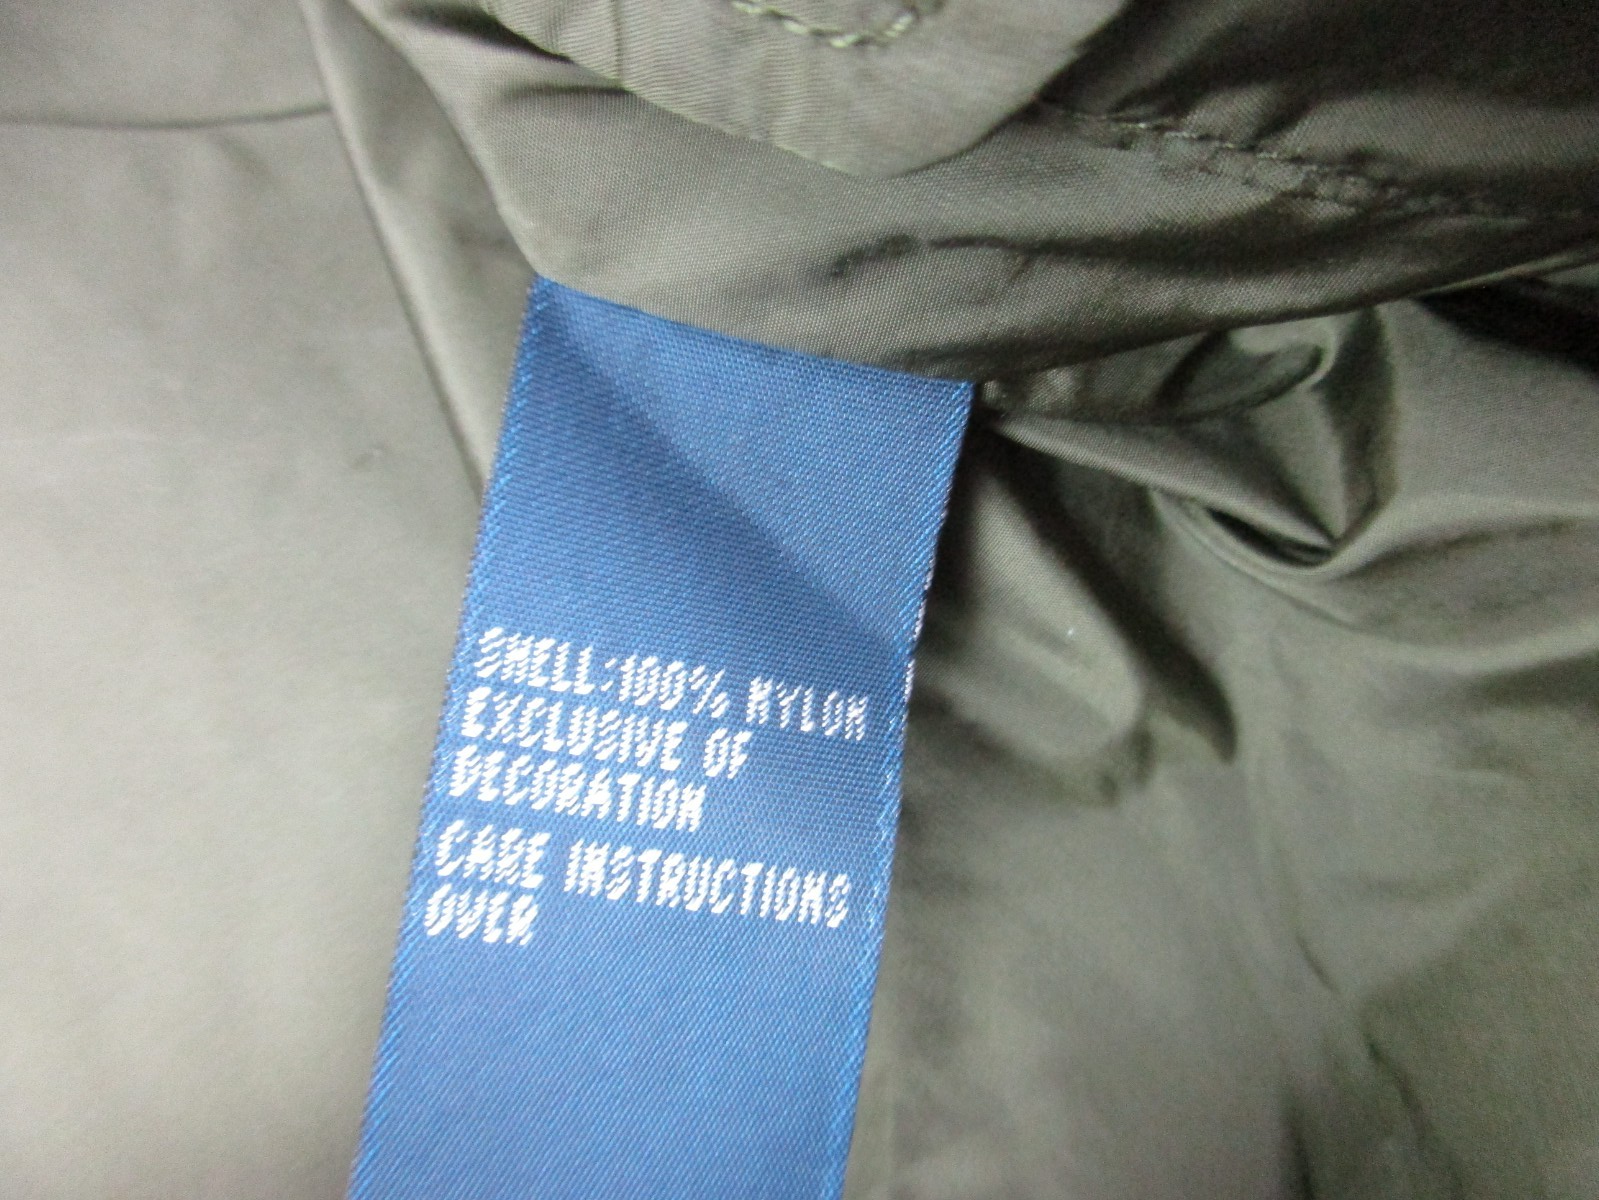 SHELL:100% NYLON
EXCLUSIVE OF
DECORATION
CARE INSTRUCTIONS
OVER